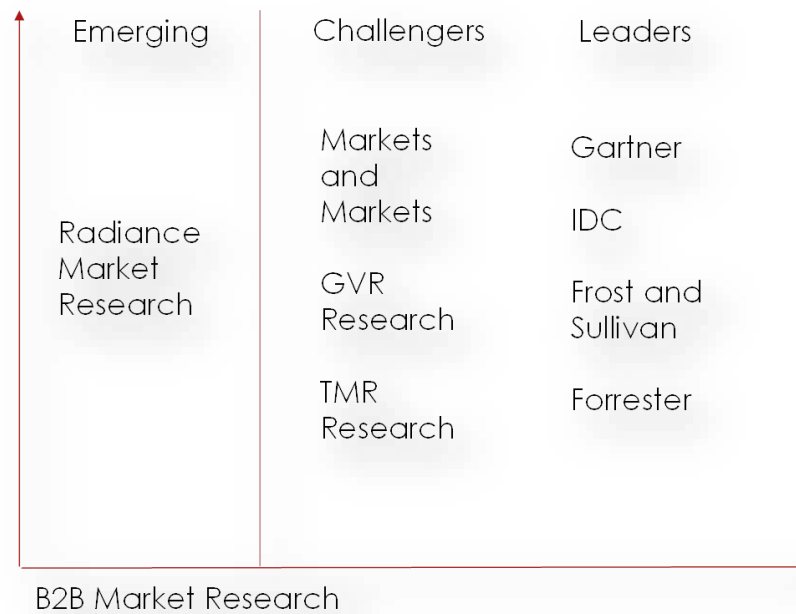 Emerging
Challengers
Leaders
Radiance
Market
Research
Markets
and
Markets
GVR
Research
TMR
Research
Gartner
IDC
Frost and
Sullivan
Forrester
B2B Market Research